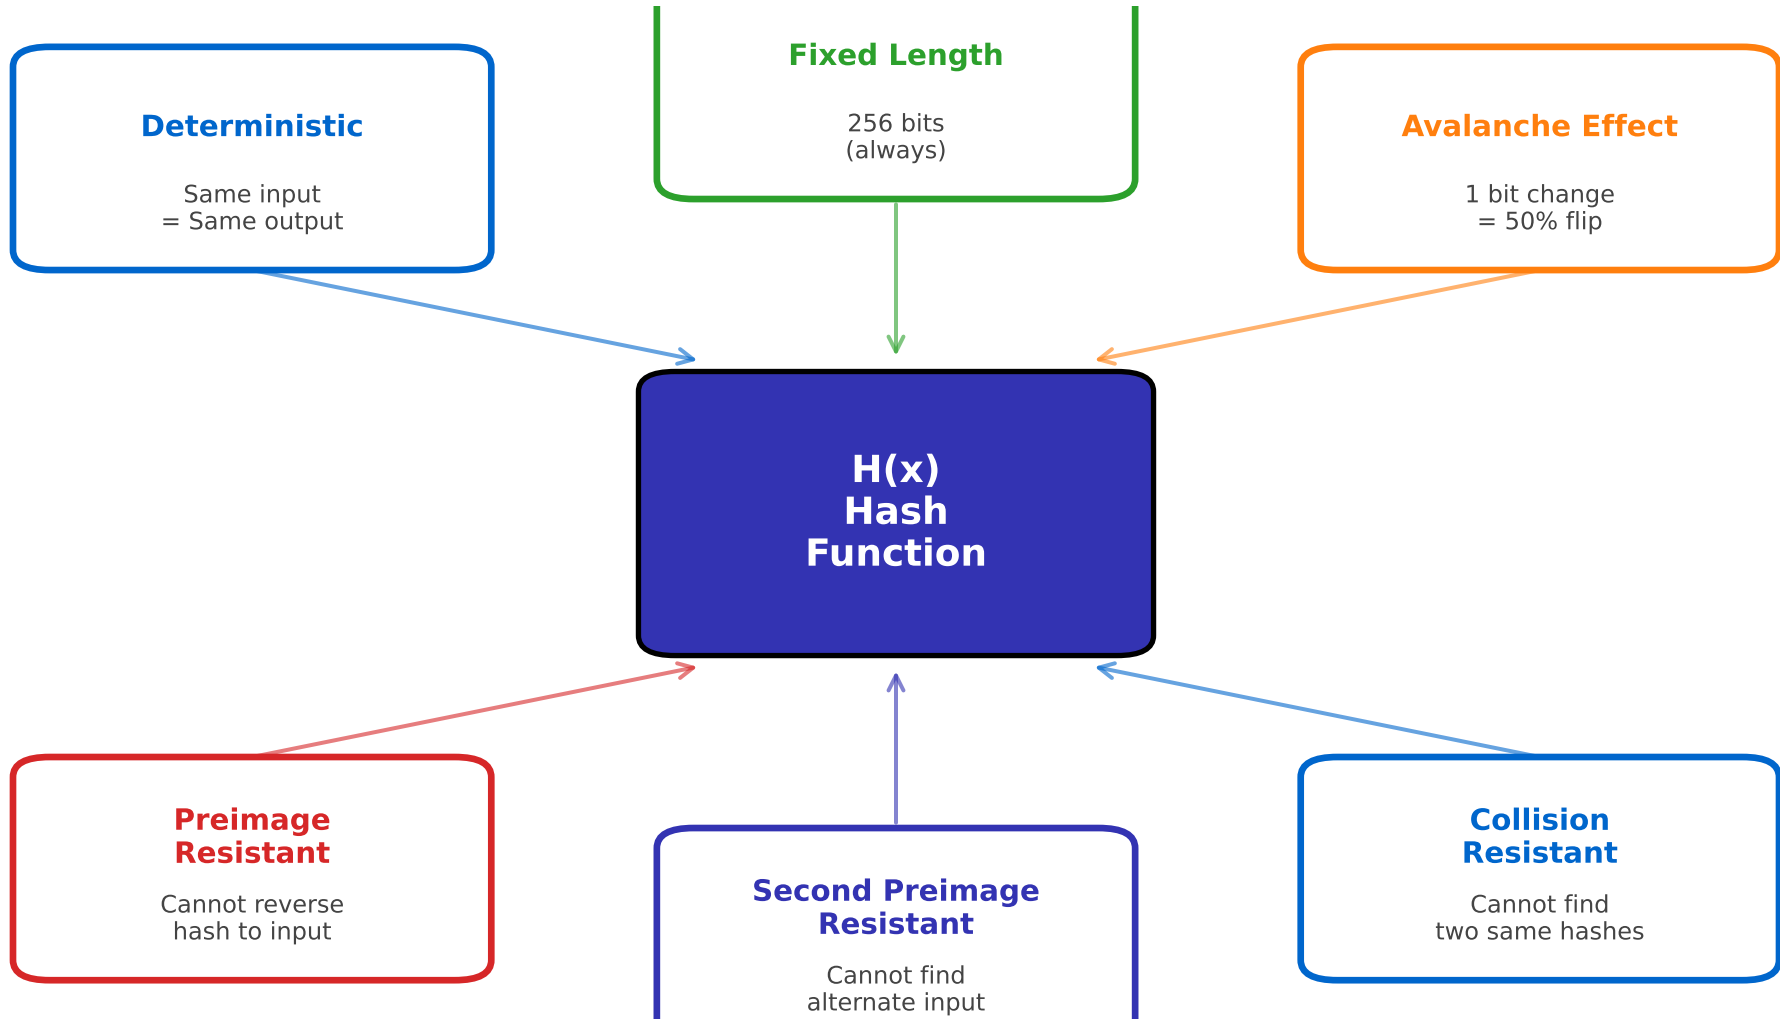 Fixed Length
256 bits
(always)
Deterministic
Same input
= Same output
Avalanche Effect
1 bit change
= 50% flip
H(x)
Hash
Function
Preimage
Resistant
Cannot reverse
hash to input
Second Preimage
Resistant
Cannot find
alternate input
Collision
Resistant
Cannot find
two same hashes